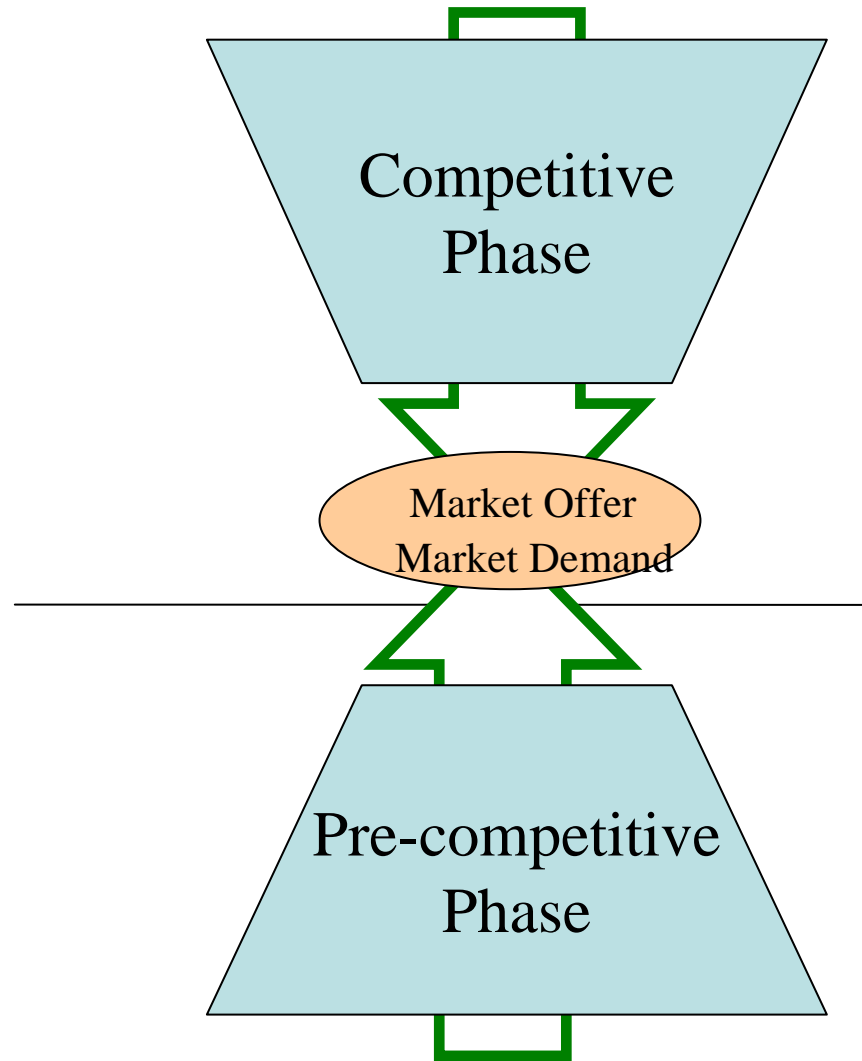 Competitive
Phase
Market Offer
Market Demand
Pre-competitive
Phase